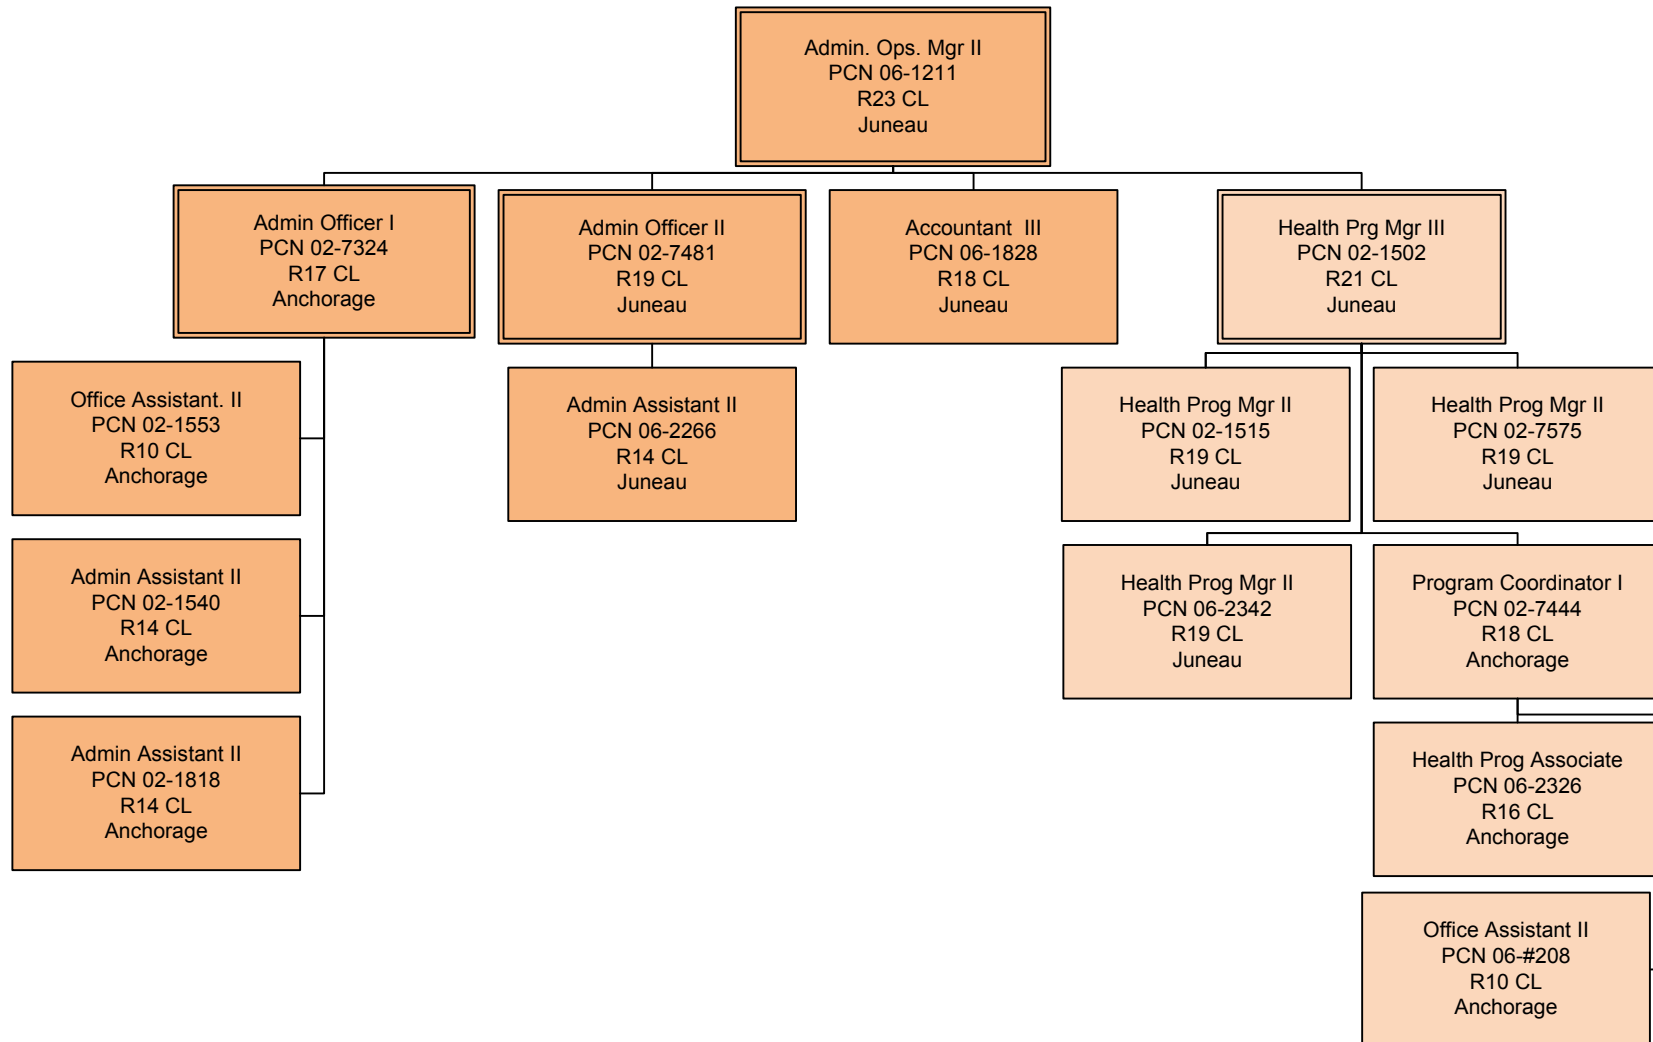 Admin. Ops. Mgr II
PCN 06-1211
R23 CL
Juneau
Admin Officer I
PCN 02-7324
R17 CL
Anchorage
Admin Officer II
PCN 02-7481
R19 CL
Juneau
Accountant  III
PCN 06-1828
R18 CL
Juneau
Health Prg Mgr III
PCN 02-1502
R21 CL
Juneau
Office Assistant. II
PCN 02-1553
R10 CL
Anchorage
Admin Assistant II
PCN 06-2266
R14 CL
Juneau
Health Prog Mgr II
PCN 02-1515
R19 CL
Juneau
Health Prog Mgr II
PCN 02-7575
R19 CL
Juneau
Admin Assistant II
PCN 02-1540
R14 CL
Anchorage
Health Prog Mgr II
PCN 06-2342
R19 CL
Juneau
Program Coordinator I
PCN 02-7444
R18 CL
Anchorage
Admin Assistant II
PCN 02-1818
R14 CL
Anchorage
Health Prog Associate
PCN 06-2326
R16 CL
Anchorage
Office Assistant II
PCN 06-#208
R10 CL
Anchorage